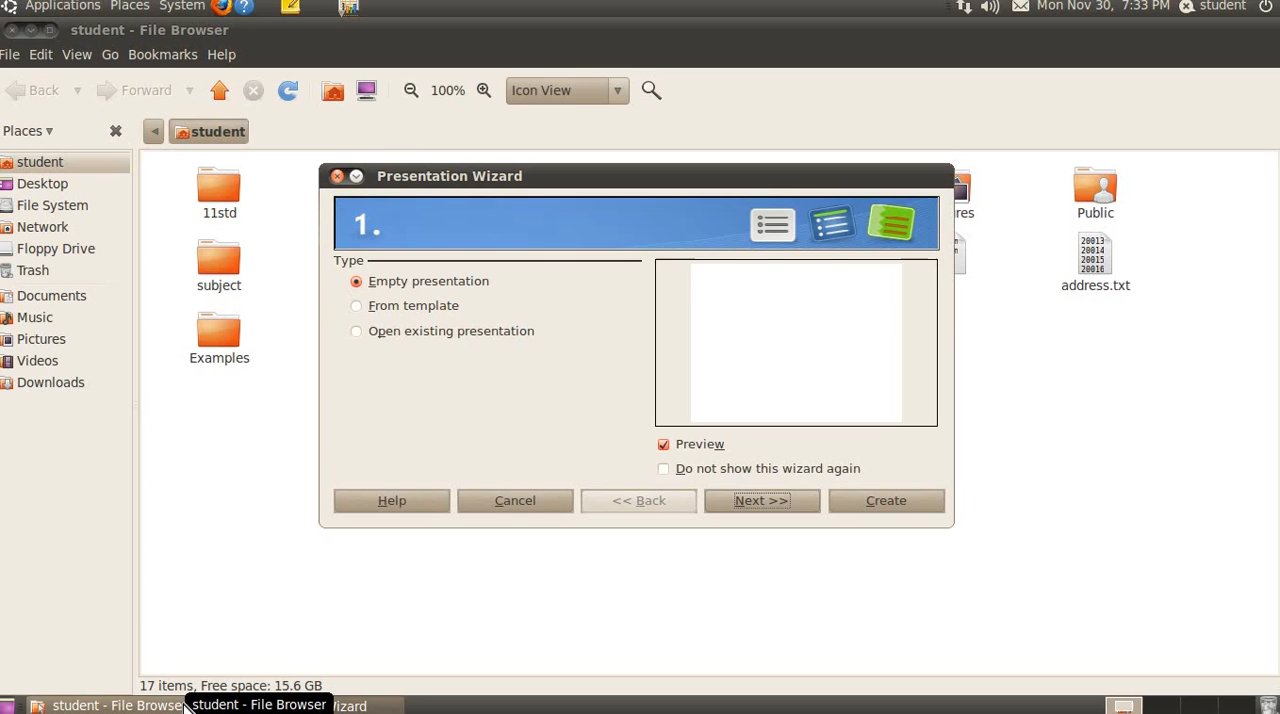 Applications Places System Mon Nov 30, 7:33 PM student
student - File Browser
File Edit View Go Bookmarks Help
Back Forward 100% Icon View
Places student
student
Desktop
File System
Network
Floppy Drive
Trash
Documents
Music
Pictures
Videos
Downloads
11std
subject
Examples
Public
20013
20014
20015
20016
address.txt
Presentation Wizard
1.
Type
Empty presentation
From template
Open existing presentation
Preview
Do not show this wizard again
Help Cancel << Back Next >> Create
17 items, Free space: 15.6 GB
student - File Browser student - File Browser